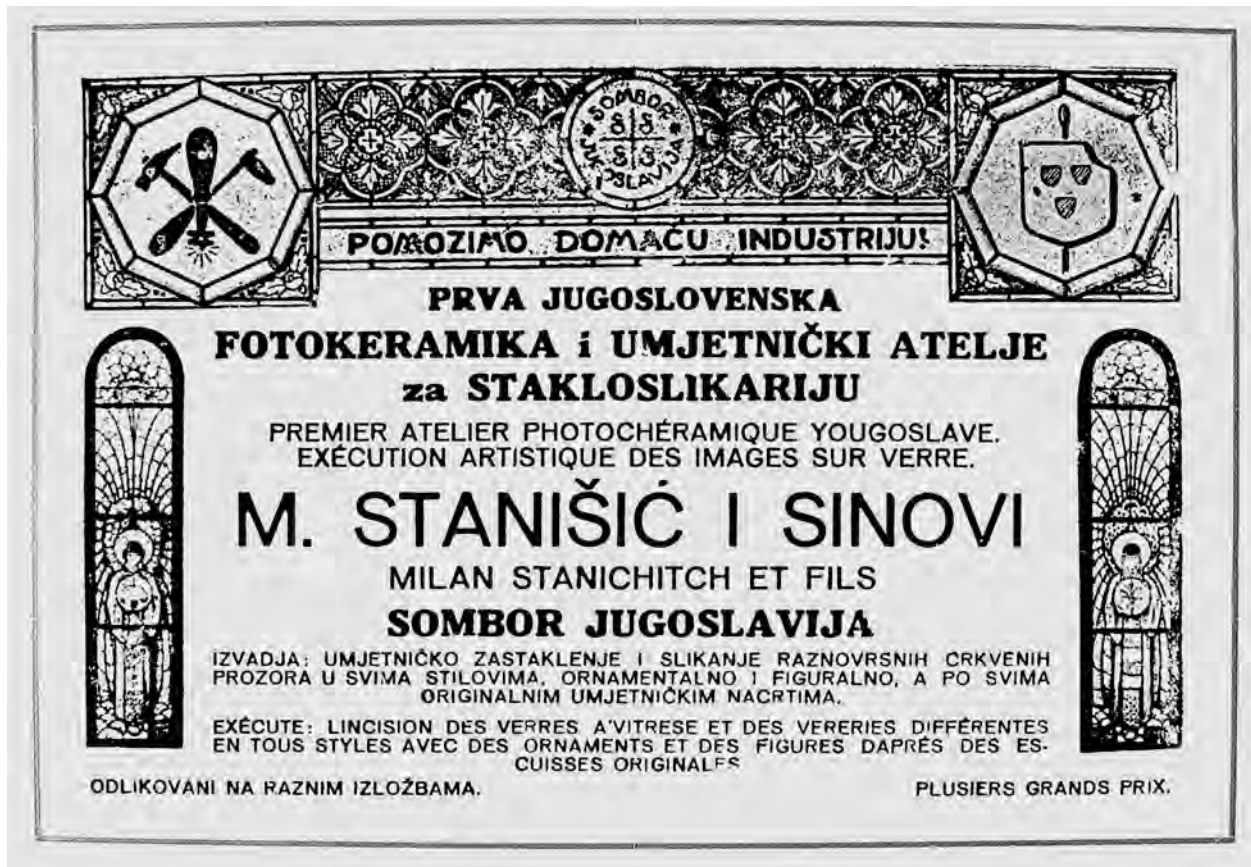 SOMBOR
JUGOSLAVIJA
POMOZIMO DOMAĆU INDUSTRIJU!
PRVA JUGOSLOVENSKA
FOTOKERAMIKA i UMJETNIČKI ATELJE
za STAKLOSLIKARIJU
PREMIER ATELIER PHOTOCHÉRAMIQUE YOUGOSLAVE.
EXÉCUTION ARTISTIQUE DES IMAGES SUR VERRE.
M. STANIŠIĆ I SINOVI
MILAN STANICHITCH ET FILS
SOMBOR JUGOSLAVIJA
IZVADJA: UMJETNIČKO ZASTAKLENJE I SLIKANJE RAZNOVRSNIH CRKVENIH
PROZORA U SVIMA STILOVIMA, ORNAMENTALNO I FIGURALNO, A PO SVIMA
ORIGINALNIM UMJETNIČKIM NACRTIMA.
EXÉCUTE: LINCISION DES VERRES A'VITRESE ET DES VERERIES DIFFÉRENTES
EN TOUS STYLES AVEC DES ORNAMENTS ET DES FIGURES DAPRÉS DES ES-
CUISSES ORIGINALES
ODLIKOVANI NA RAZNIM IZLOŽBAMA.
PLUSIERS GRANDS PRIX.